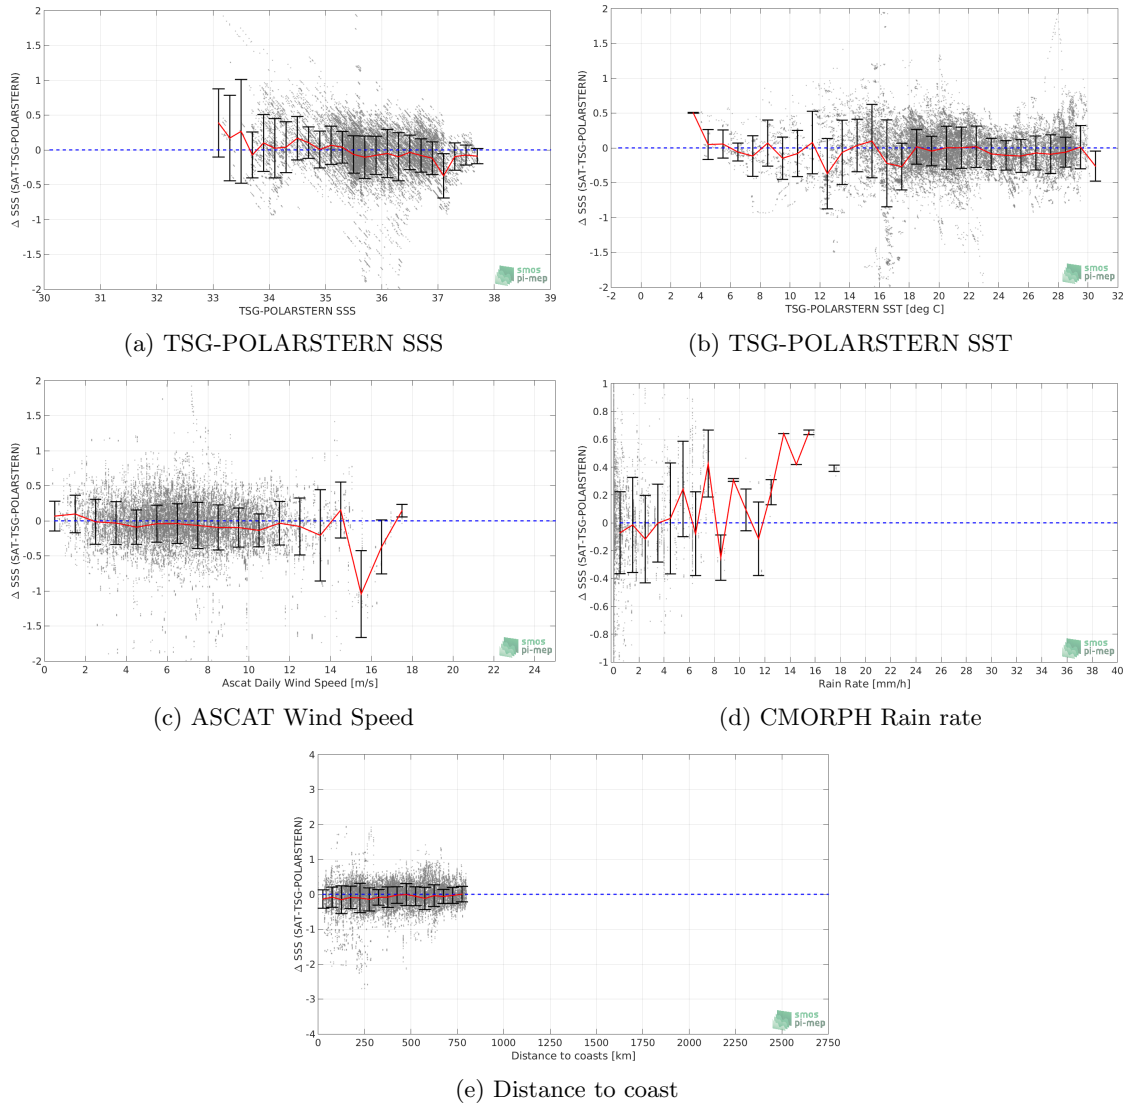 2
1.5
1
0.5
0
-0.5
-1
-1.5
-2
Δ SSS (SAT-TSG-POLARSTERN)
30 31 32 33 34 35 36 37 38 39
TSG-POLARSTERN SSS
smos
pi-mep
(a) TSG-POLARSTERN SSS
2
1.5
1
0.5
0
-0.5
-1
-1.5
-2
Δ SSS (SAT-TSG-POLARSTERN)
-2 0 2 4 6 8 10 12 14 16 18 20 22 24 26 28 30 32
TSG-POLARSTERN SST [deg C]
smos
pi-mep
(b) TSG-POLARSTERN SST
2
1.5
1
0.5
0
-0.5
-1
-1.5
-2
Δ SSS (SAT-TSG-POLARSTERN)
0 2 4 6 8 10 12 14 16 18 20 22 24
Ascat Daily Wind Speed [m/s]
smos
pi-mep
(c) ASCAT Wind Speed
1
0.8
0.6
0.4
0.2
0
-0.2
-0.4
-0.6
-0.8
-1
Δ SSS (SAT-TSG-POLARSTERN)
0 2 4 6 8 10 12 14 16 18 20 22 24 26 28 30 32 34 36 38 40
Rain Rate [mm/h]
smos
pi-mep
(d) CMORPH Rain rate
4
3
2
1
0
-1
-2
-3
-4
Δ SSS (SAT-TSG-POLARSTERN)
0 250 500 750 1000 1250 1500 1750 2000 2250 2500 2750
Distance to coasts [km]
smos
pi-mep
(e) Distance to coast